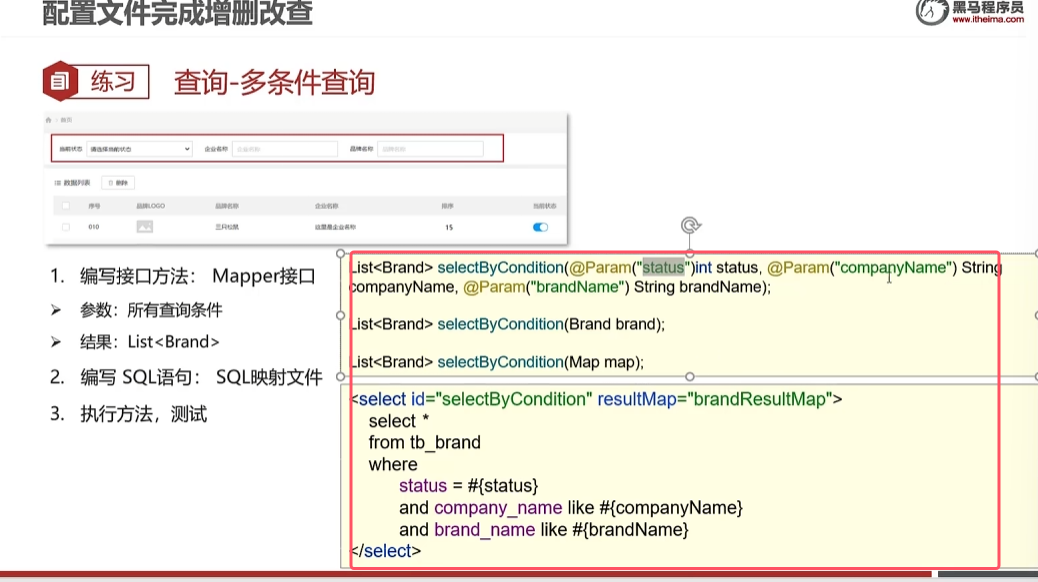 配置文件完成增删改查
黑马程序员
www.itheima.com
练习
查询-多条件查询
首页
当前状态 请选择当前状态 企业名称 企业名称 品牌名称 品牌名称
数据列表 删除
序号 品牌LOGO 品牌名称 企业名称 排序 当前状态
010 三只松鼠 15
1. 编写接口方法： Mapper接口
➢ 参数：所有查询条件
➢ 结果：List<Brand>
2. 编写 SQL语句： SQL映射文件
3. 执行方法，测试
List<Brand> selectByCondition(@Param("status")int status, @Param("companyName") String
companyName, @Param("brandName") String brandName);
List<Brand> selectByCondition(Brand brand);
List<Brand> selectByCondition(Map map);
<select id="selectByCondition" resultMap="brandResultMap">
select *
from tb_brand
where
status = #{status}
and company_name like #{companyName}
and brand_name like #{brandName}
</select>